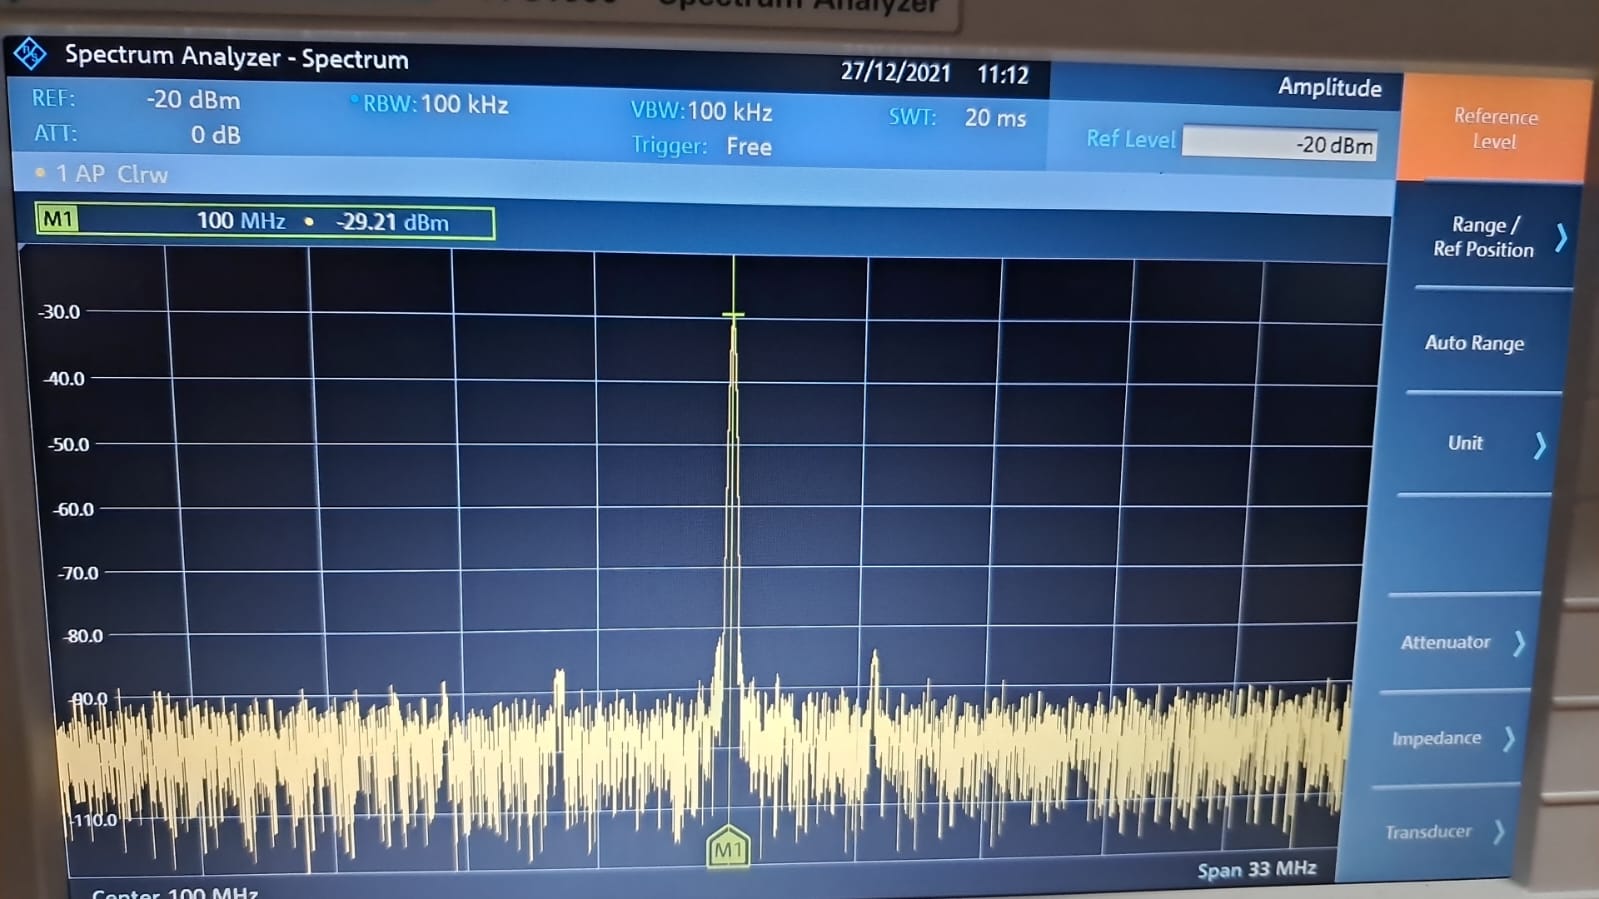 Spectrum Analyzer
Spectrum Analyzer - Spectrum
27/12/2021 11:12
Amplitude
REF: -20 dBm
RBW: 100 kHz
VBW: 100 kHz
SWT: 20 ms
ATT: 0 dB
Trigger: Free
Ref Level -20 dBm
1 AP Clrw
M1 100 MHz • -29.21 dBm
-30.0
-40.0
-50.0
-60.0
-70.0
-80.0
-90.0
-110.0
M1
Center 100 MHz
Span 33 MHz
Reference
Level
Range /
Ref Position
Auto Range
Unit
Attenuator
Impedance
Transducer